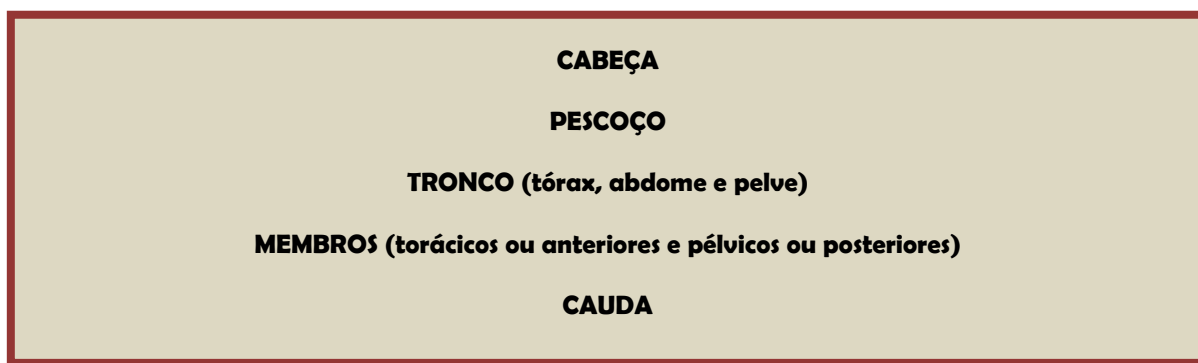 CABEÇA
PESCOÇO
TRONCO (tórax, abdome e pelve)
MEMBROS (torácicos ou anteriores e pélvicos ou posteriores)
CAUDA